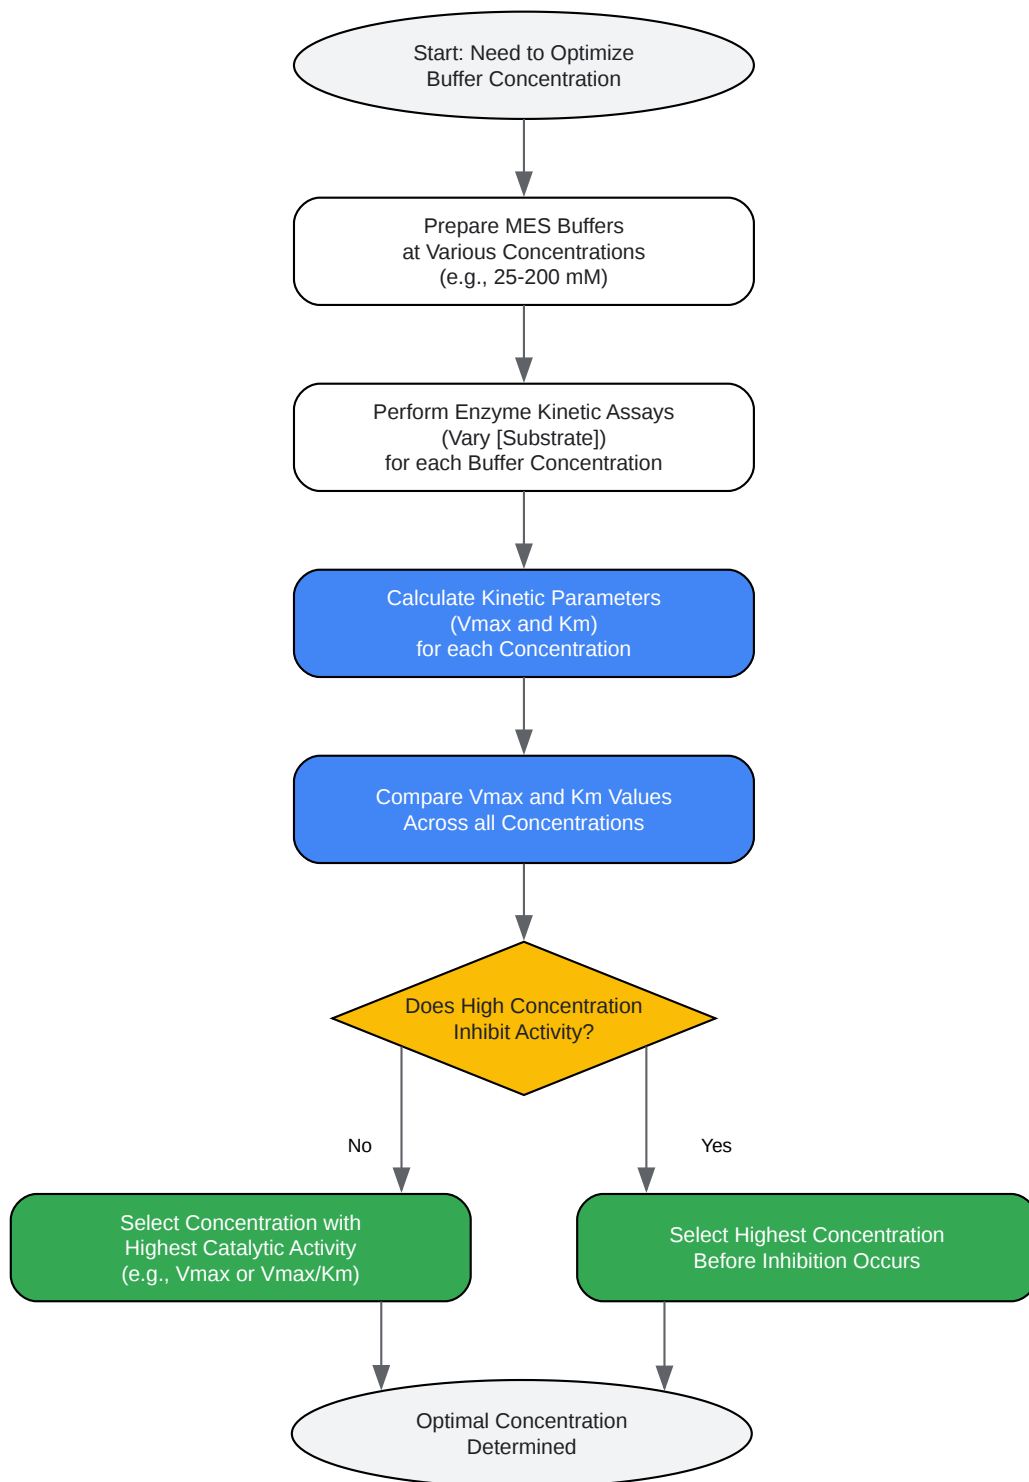 Start: Need to Optimize
Buffer Concentration
Prepare MES Buffers
at Various Concentrations
(e.g., 25-200 mM)
Perform Enzyme Kinetic Assays
(Vary [Substrate])
for each Buffer Concentration
Calculate Kinetic Parameters
(Vmax and Km)
for each Concentration
Compare Vmax and Km Values
Across all Concentrations
Does High Concentration
Inhibit Activity?
No
Yes
Select Concentration with
Highest Catalytic Activity
(e.g., Vmax or Vmax/Km)
Select Highest Concentration
Before Inhibition Occurs
Optimal Concentration
Determined